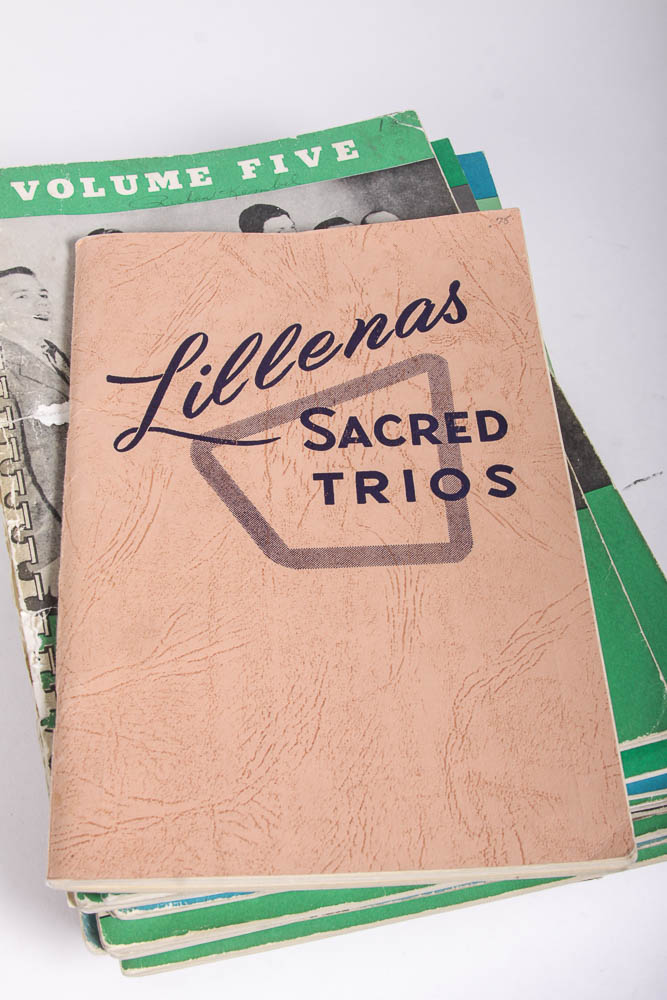 VOLUME FIVE
Lillenas
SACRED
TRIOS